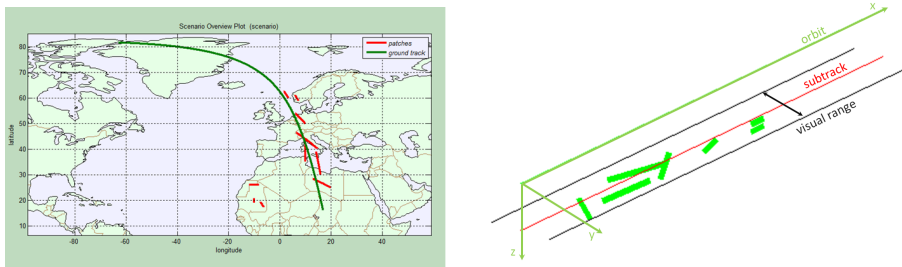 Scenario Overview Plot (scenario)
patches
ground track
latitude
80
70
60
50
40
30
20
10
-80
-60
-40
-20
0
20
40
longitude
x
orbit
subtrack
visual range
y
z